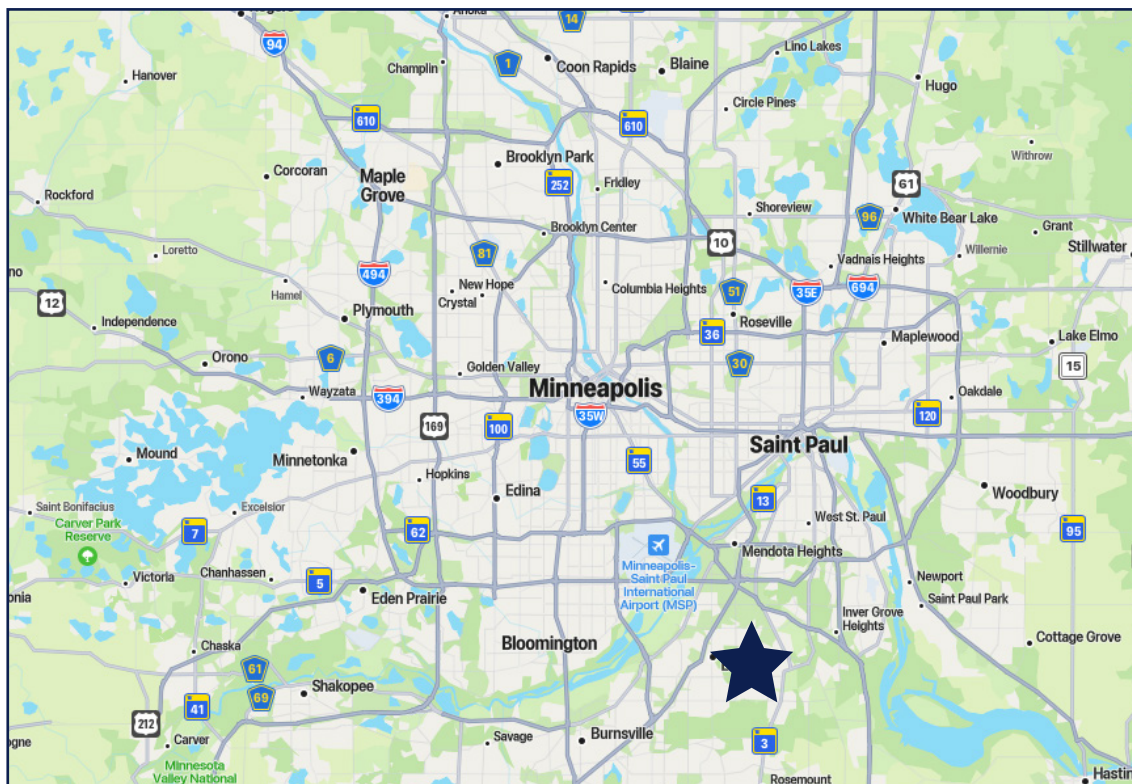 Rogers
Anoka
14
94
Lino Lakes
Hanover
Champlin
1
Coon Rapids
Blaine
Hugo
Circle Pines
610
610
Brooklyn Park
Withrow
Corcoran
Maple
Grove
252
Fridley
61
Rockford
Shoreview
96
White Bear Lake
Grant
Brooklyn Center
10
Willernie
Stillwater
Loretto
81
Vadnais Heights
no
494
New Hope
Columbia Heights
51
35E
694
Hamel
Crystal
12
Plymouth
Roseville
Independence
36
Maplewood
Lake Elmo
Orono
6
Golden Valley
30
15
Wayzata
394
Minneapolis
Oakdale
35W
120
169
100
Saint Paul
Mound
Minnetonka
55
Hopkins
Edina
13
Woodbury
Saint Bonifacius
Excelsior
West St. Paul
Carver Park
Reserve
7
62
95
Mendota Heights
Minneapolis-
Saint Paul
International
Airport (MSP)
Victoria
Chanhassen
5
Newport
onia
Eden Prairie
Saint Paul Park
Inver Grove
Heights
Chaska
Bloomington
Cottage Grove
61
69
Shakopee
41
212
Burnsville
3
ogne
Carver
Savage
Minnesota
Valley National
Rosemount
Hastin